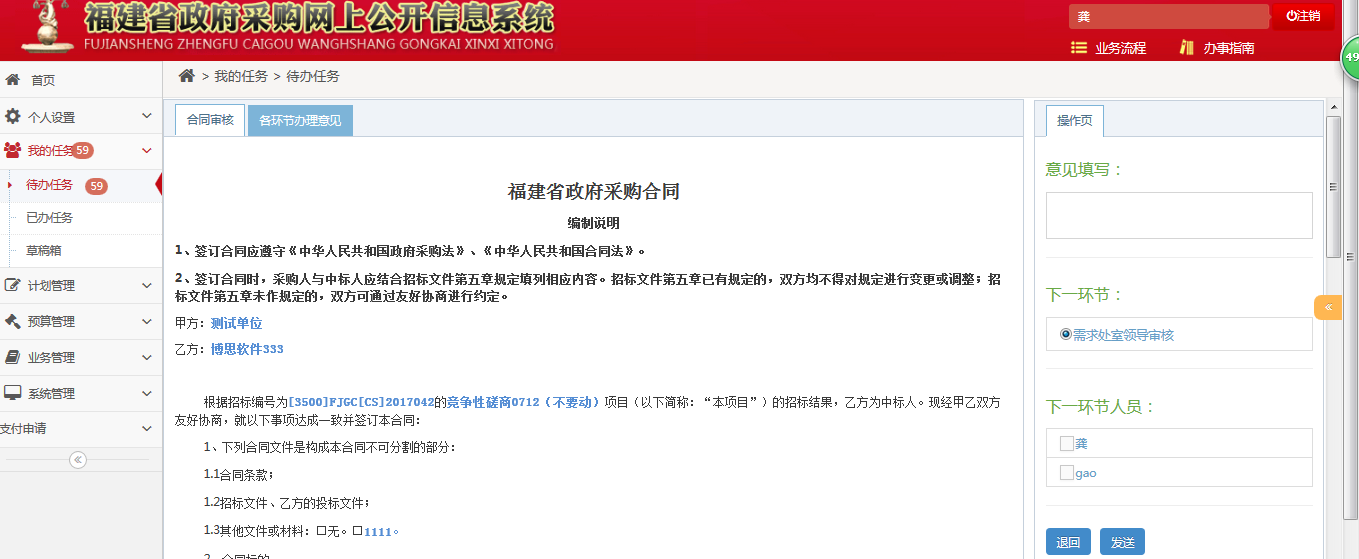 福建省政府采购网上公开信息系统
FUJIANSHENG ZHENGFU CAIGOU WANGHSHANG GONGKAI XINXI XITONG
龚
注销
业务流程
办事指南
49
首页
个人设置
我的任务 59
待办任务 59
已办任务
草稿箱
计划管理
预算管理
业务管理
系统管理
支付申请
> 我的任务 > 待办任务
合同审核
各环节办理意见
福建省政府采购合同
编制说明
1、签订合同应遵守《中华人民共和国政府采购法》、《中华人民共和国合同法》。
2、签订合同时，采购人与中标人应结合招标文件第五章规定填列相应内容。招标文件第五章已有规定的，双方均不得对规定进行变更或调整；招
标文件第五章未作规定的，双方可通过友好协商进行约定。
甲方：测试单位
乙方：博思软件333
根据招标编号为[3500]FJGC[CS]2017042的竞争性磋商0712（不要动）项目（以下简称：“本项目”）的招标结果，乙方为中标人。现经甲乙双方
友好协商，就以下事项达成一致并签订本合同：
1、下列合同文件是构成本合同不可分割的部分：
1.1合同条款；
1.2招标文件、乙方的投标文件；
1.3其他文件或材料：□无。□1111。
2、合同标的
操作页
意见填写：
下一环节：
需求处室领导审核
下一环节人员：
龚
gao
退回
发送